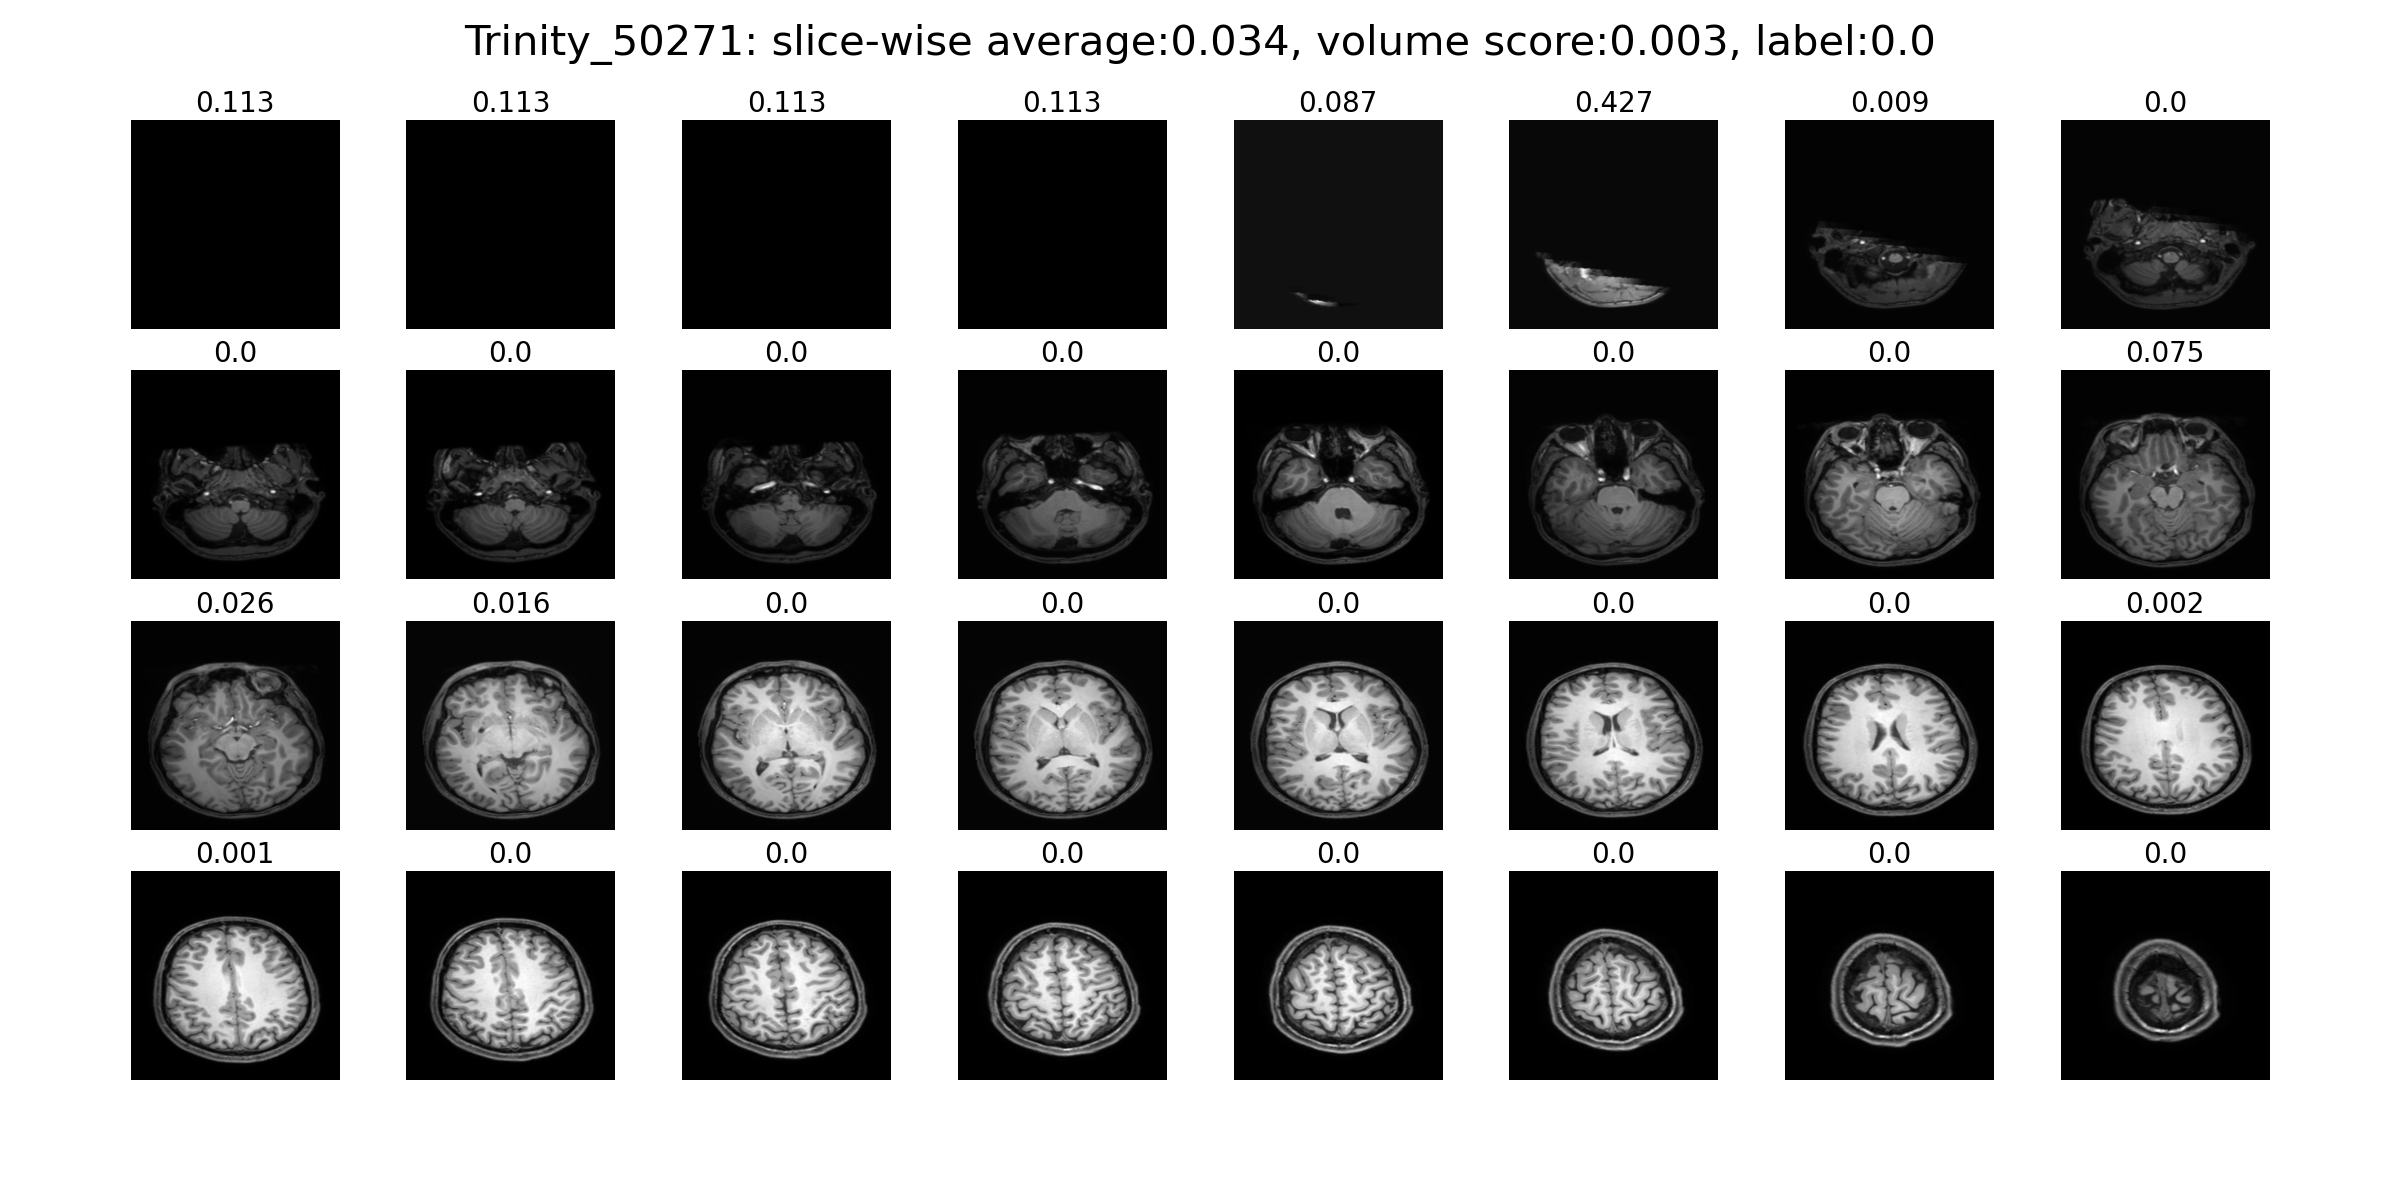 Trinity_50271: slice-wise average:0.034, volume score:0.003, label:0.0
0.113 0.113 0.113 0.113 0.087 0.427 0.009 0.0
0.0 0.0 0.0 0.0 0.0 0.0 0.0 0.075
0.026 0.016 0.0 0.0 0.0 0.0 0.0 0.002
0.001 0.0 0.0 0.0 0.0 0.0 0.0 0.0